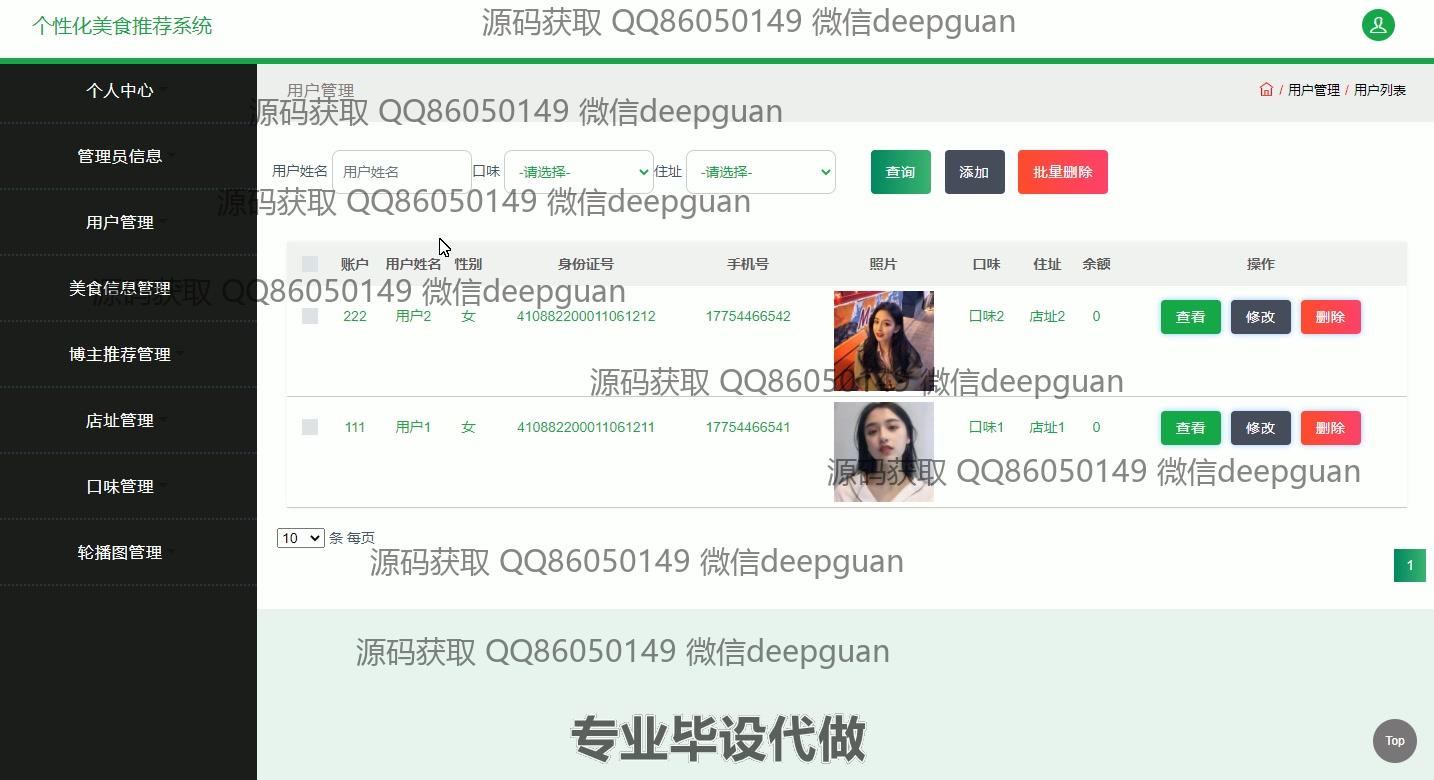 个性化美食推荐系统
源码获取 QQ86050149 微信deepguan
个人中心
用户管理
/ 用户管理 / 用户列表
源码获取 QQ86050149 微信deepguan
管理员信息
用户姓名 用户姓名 口味 -请选择- 住址 -请选择- 查询 添加 批量删除
源码获取 QQ86050149 微信deepguan
用户管理
账户 用户姓名 性别 身份证号 手机号 照片 口味 住址 余额 操作
美食信息管理
源码获取 QQ86050149 微信deepguan
222 用户2 女 410882200011061212 17754466542 口味2 店址2 0 查看 修改 删除
博主推荐管理
源码获取 QQ86050149 微信deepguan
店址管理
111 用户1 女 410882200011061211 17754466541 口味1 店址1 0 查看 修改 删除
源码获取 QQ86050149 微信deepguan
口味管理
10 条 每页
轮播图管理
源码获取 QQ86050149 微信deepguan
1
源码获取 QQ86050149 微信deepguan
专业毕设代做
Top